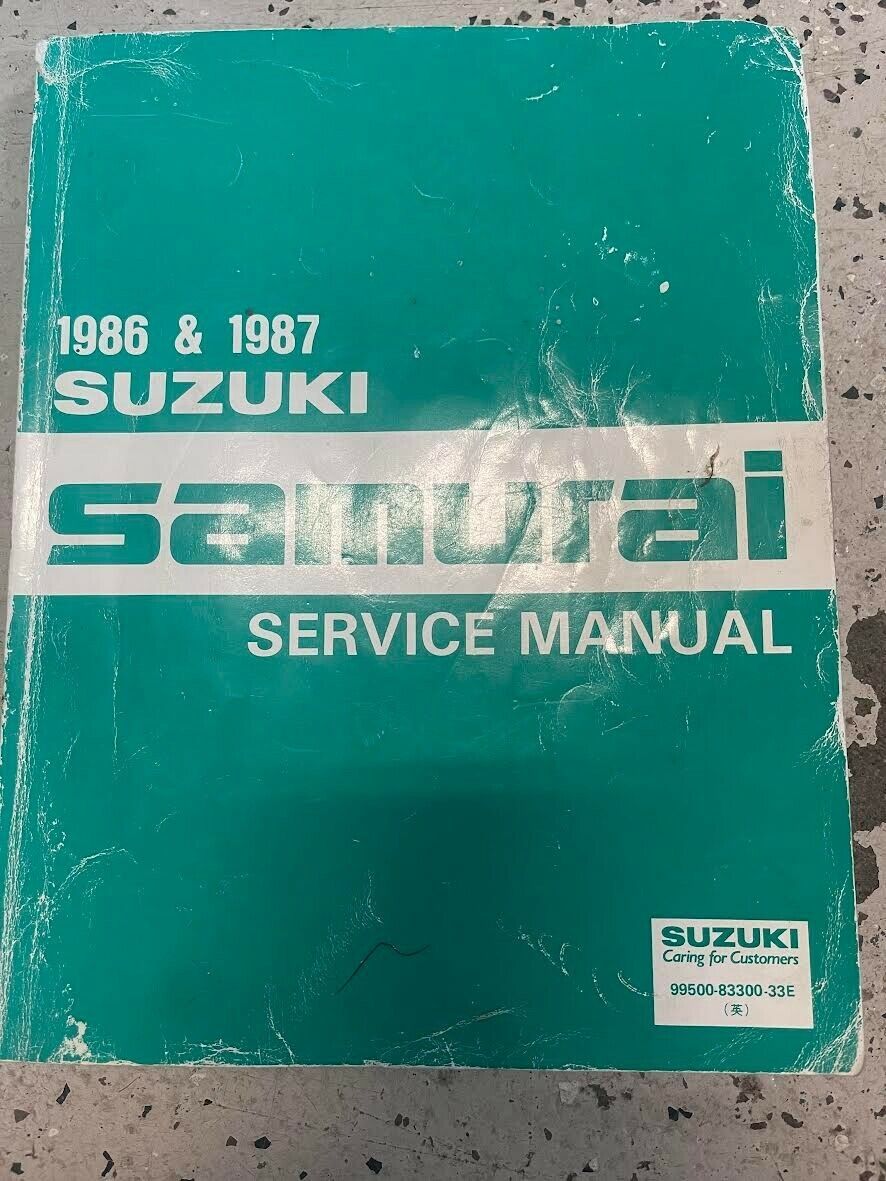 1986 & 1987
SUZUKI
samurai
SERVICE MANUAL
SUZUKI
Caring for Customers
99500-83300-33E
(英)